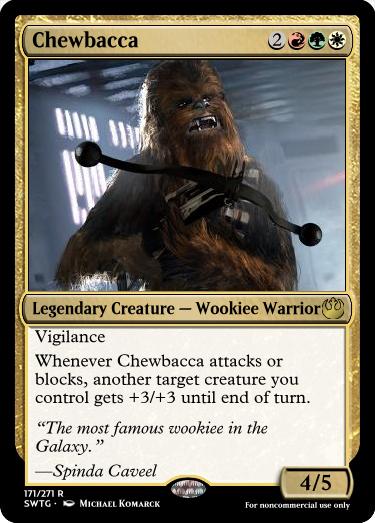 Chewbacca 2
Legendary Creature — Wookiee Warrior
Vigilance
Whenever Chewbacca attacks or
blocks, another target creature you
control gets +3/+3 until end of turn.
“The most famous wookiee in the
Galaxy.”
—Spinda Caveel
4/5
171/271 R
SWTG · Michael Komarck
For noncommercial use only